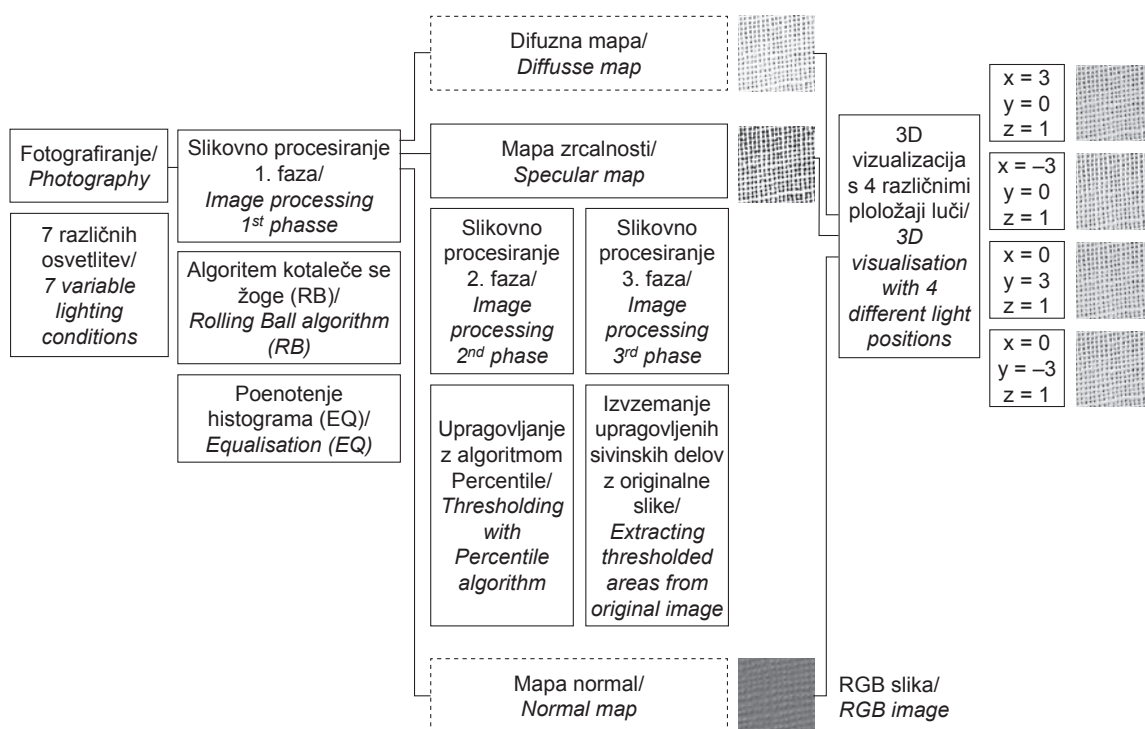 Fotografiranje/
Photography
7 različnih
osvetlitev/
7 variable
lighting
conditions
Slikovno procesiranje
1. faza/
Image processing
1st phasse
Algoritem kotaleče se
žoge (RB)/
Rolling Ball algorithm
(RB)
Poenotenje
histograma (EQ)/
Equalisation (EQ)
Difuzna mapa/
Diffusse map
Mapa zrcalnosti/
Specular map
Slikovno
procesiranje
2. faza/
Image
processing
2nd phase
Slikovno
procesiranje
3. faza/
Image
processing
3rd phase
Upragovljanje
z algoritmom
Percentile/
Thresholding
with
Percentile
algorithm
Izvzemanje
upragovljenih
sivinskih delov
z originalne
slike/
Extracting
thresholded
areas from
original image
Mapa normal/
Normal map
3D
vizualizacija
s 4 različnimi
ploložaji luči/
3D
visualisation
with 4
different light
positions
RGB slika/
RGB image
x = 3
y = 0
z = 1
x = –3
y = 0
z = 1
x = 0
y = 3
z = 1
x = 0
y = –3
z = 1